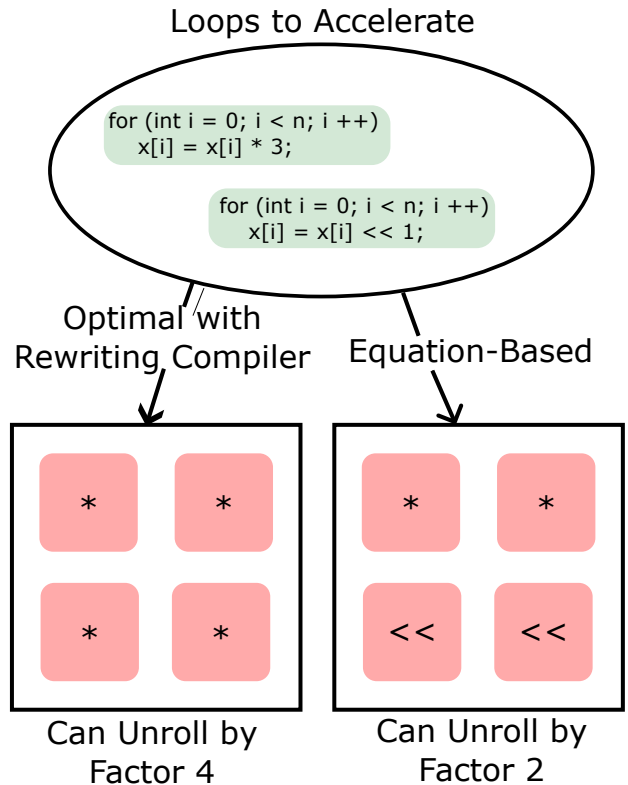 Loops to Accelerate
for (int i = 0; i < n; i ++)
x[i] = x[i] * 3;
for (int i = 0; i < n; i ++)
x[i] = x[i] << 1;
Optimal with
Rewriting Compiler
Equation-Based
* *
* *
Can Unroll by
Factor 4
* *
<< <<
Can Unroll by
Factor 2